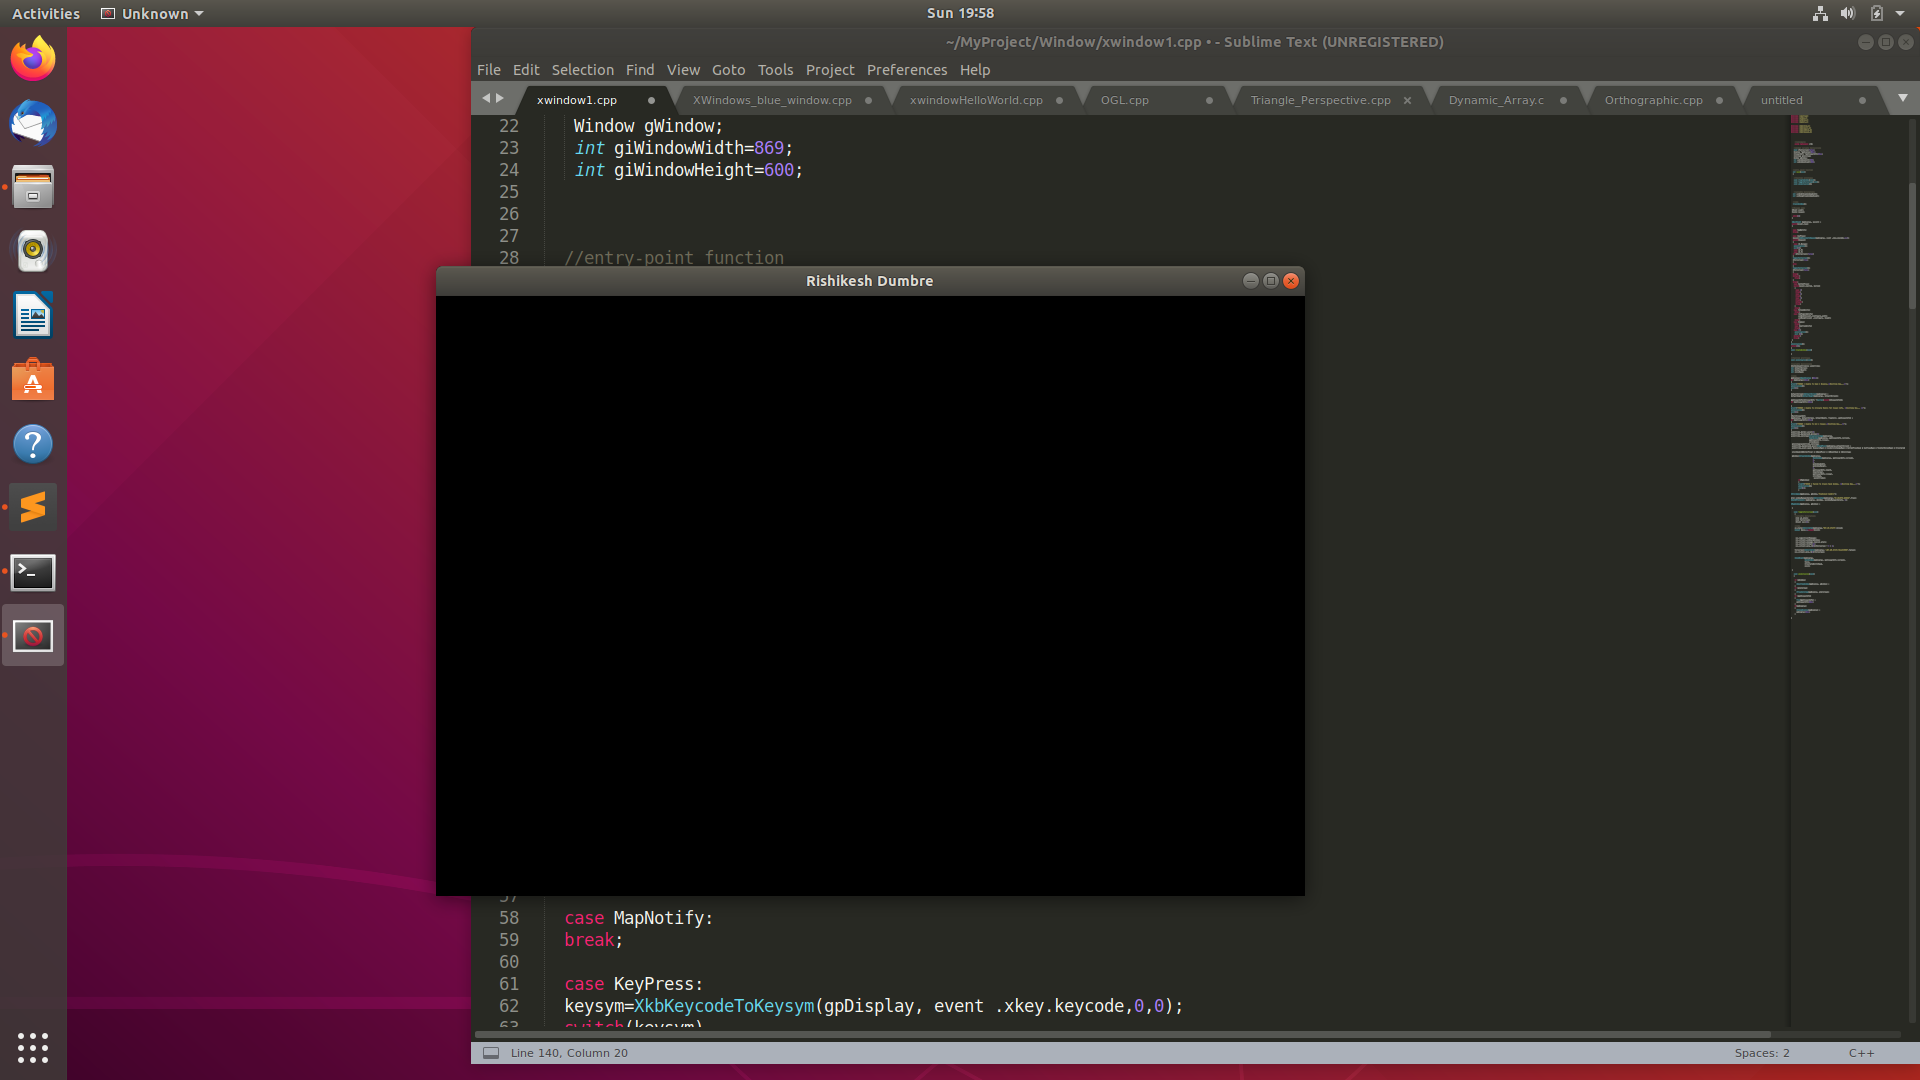 Activities Unknown Sun 19:58
~/MyProject/Window/xwindow1.cpp • - Sublime Text (UNREGISTERED)
File Edit Selection Find View Goto Tools Project Preferences Help
xwindow1.cpp XWindows_blue_window.cpp xwindowHelloWorld.cpp OGL.cpp Triangle_Perspective.cpp Dynamic_Array.c Orthographic.cpp untitled
22 Window gWindow;
23 int giWindowWidth=869;
24 int giWindowHeight=600;
25
26
27
28 //entry-point function
Rishikesh Dumbre
57
58 case MapNotify:
59 break;
60
61 case KeyPress:
62 keysym=XkbKeycodeToKeysym(gpDisplay, event .xkey.keycode,0,0);
63 switch(keysym)
Line 140, Column 20 Spaces: 2 C++